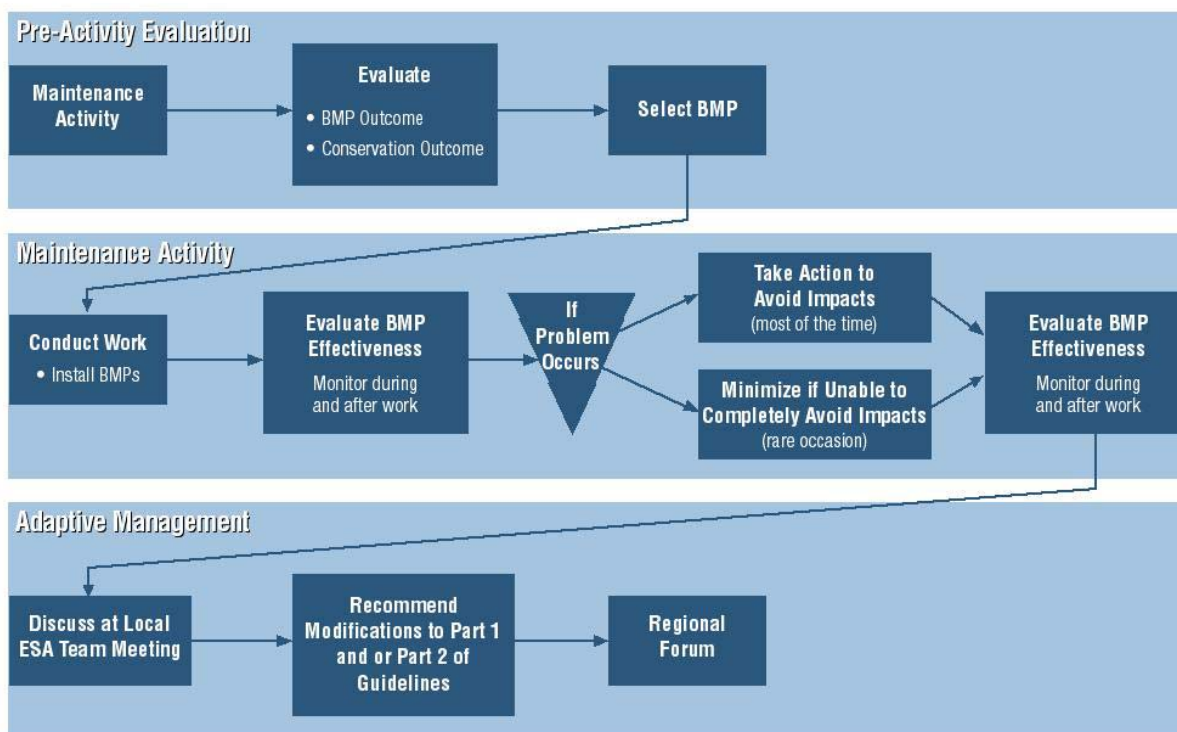 Pre-Activity Evaluation
Maintenance
Activity
Evaluate
• BMP Outcome
• Conservation Outcome
Select BMP
Maintenance Activity
Conduct Work
• Install BMPs
Evaluate BMP
Effectiveness
Monitor during
and after work
If
Problem
Occurs
Take Action to
Avoid Impacts
(most of the time)
Minimize if Unable to
Completely Avoid Impacts
(rare occasion)
Evaluate BMP
Effectiveness
Monitor during
and after work
Adaptive Management
Discuss at Local
ESA Team Meeting
Recommend
Modifications to Part 1
and or Part 2 of
Guidelines
Regional
Forum